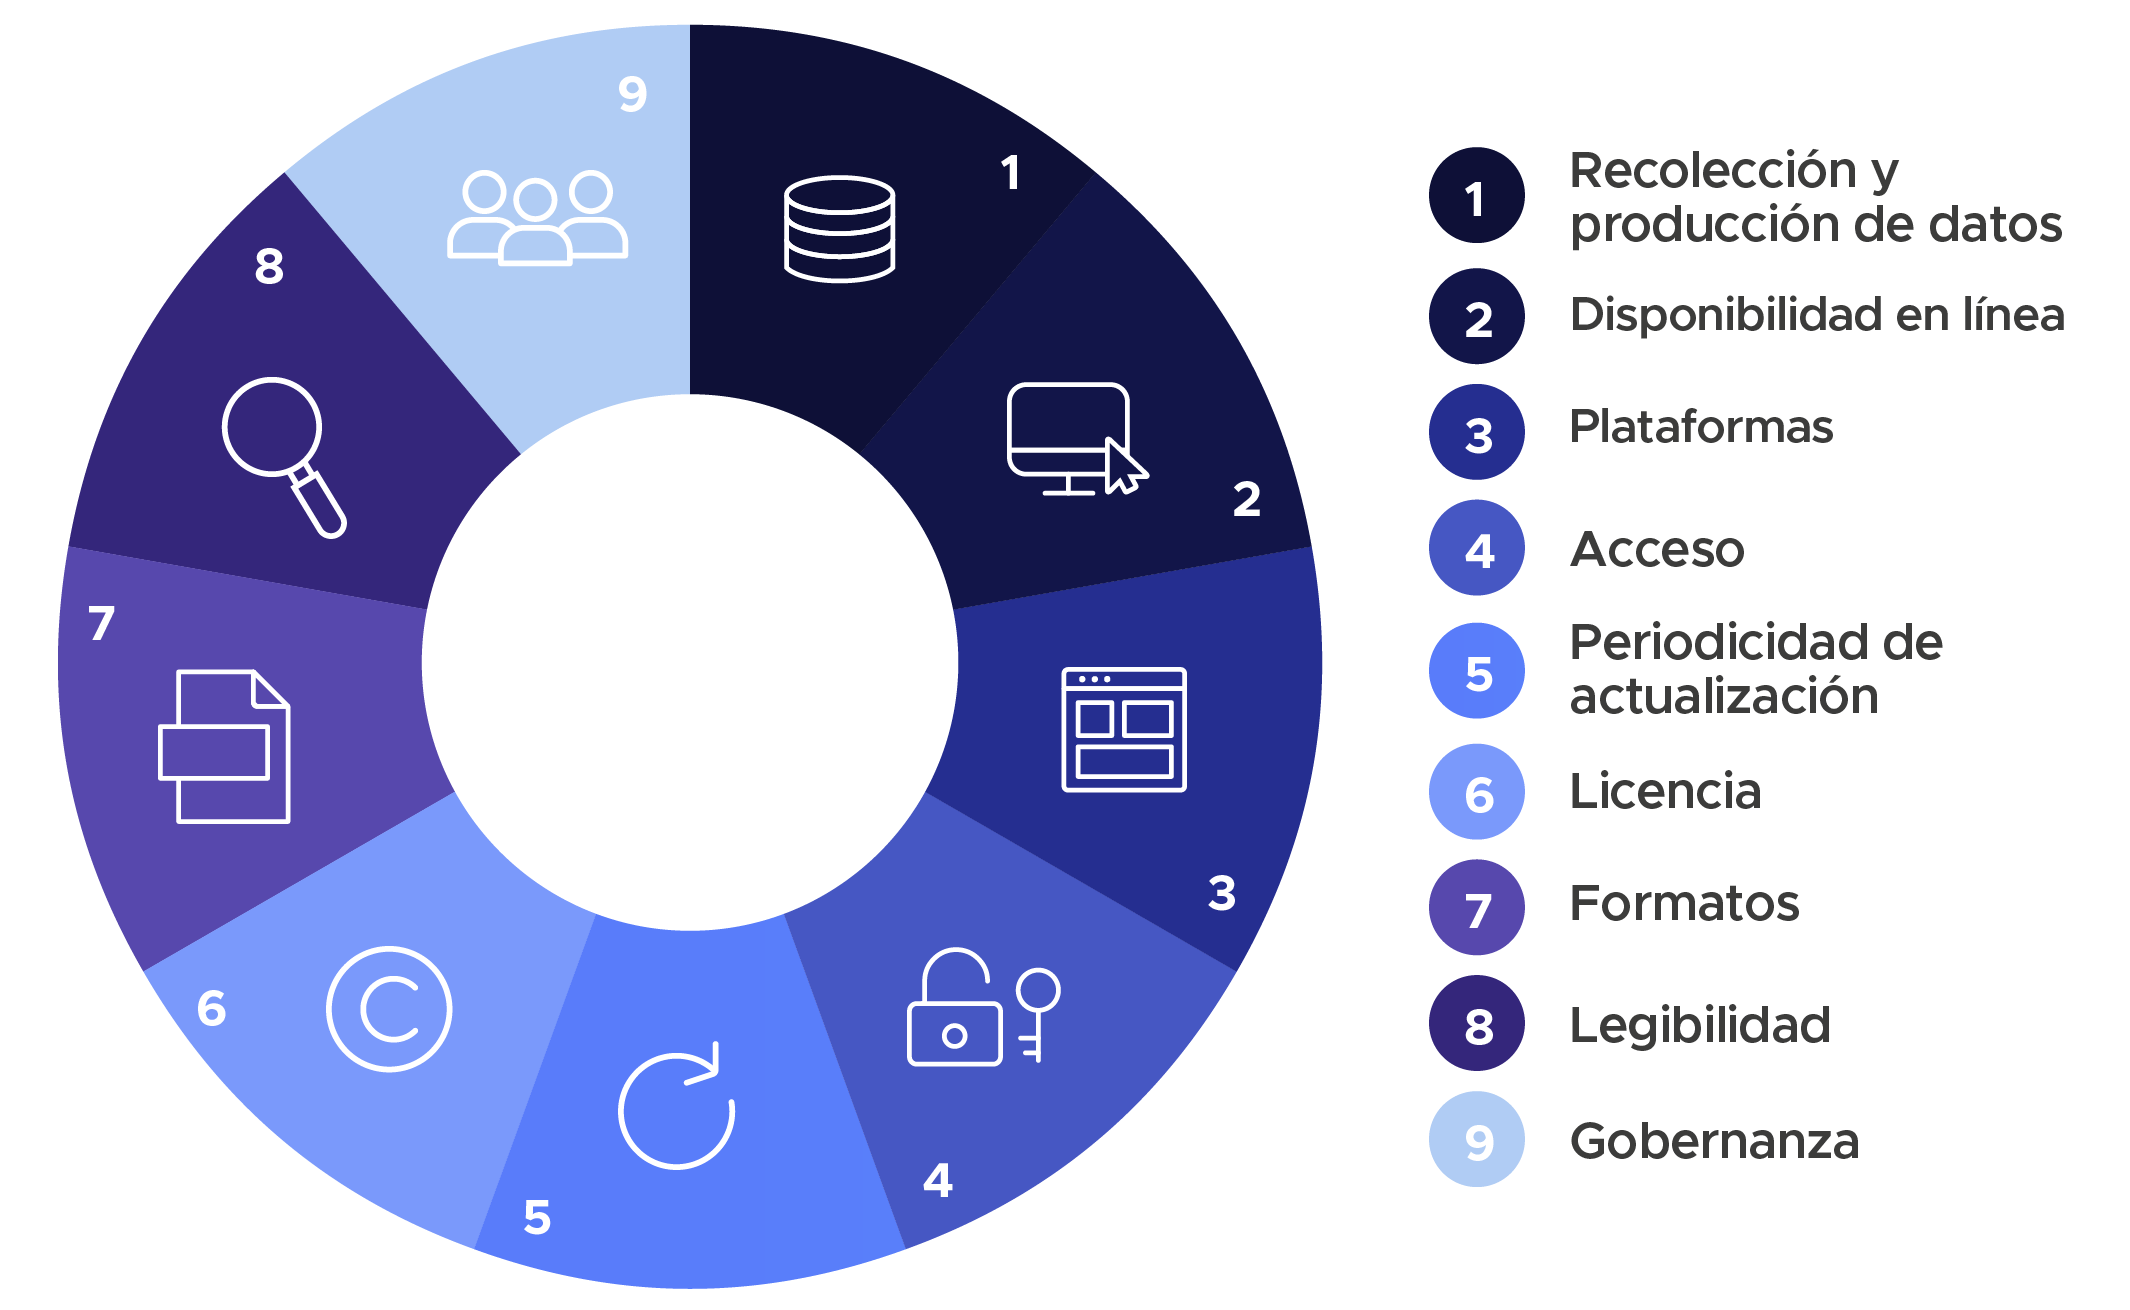 9
1
8
2
7
3
6
4
5
1 Recolección y
producción de datos
2 Disponibilidad en línea
3 Plataformas
4 Acceso
5 Periodicidad de
actualización
6 Licencia
7 Formatos
8 Legibilidad
9 Gobernanza